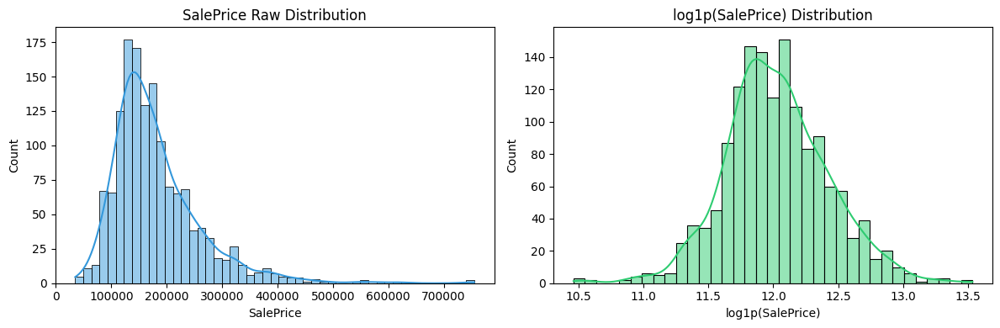 SalePrice Raw Distribution
175
150
125
100
75
50
25
0
Count
0 100000 200000 300000 400000 500000 600000 700000
SalePrice
log1p(SalePrice) Distribution
140
120
100
80
60
40
20
0
Count
10.5 11.0 11.5 12.0 12.5 13.0 13.5
log1p(SalePrice)